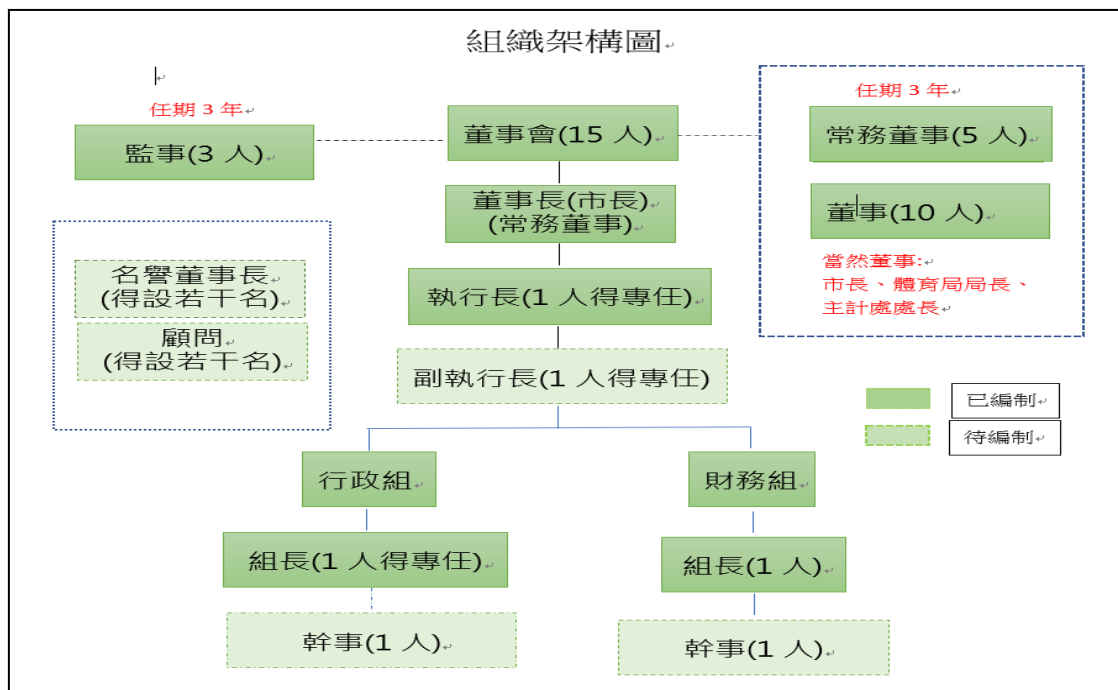 組織架構圖
任期 3 年
監事(3 人)
董事會(15 人)
任期 3 年
常務董事(5 人)
董事(10 人)
當然董事:
市長、體育局局長、
主計處處長
董事長(市長)
(常務董事)
名譽董事長
(得設若干名)
顧問
(得設若干名)
執行長(1 人得專任)
副執行長(1 人得專任)
已編制
待編制
行政組
財務組
組長(1 人得專任)
組長(1 人)
幹事(1 人)
幹事(1 人)